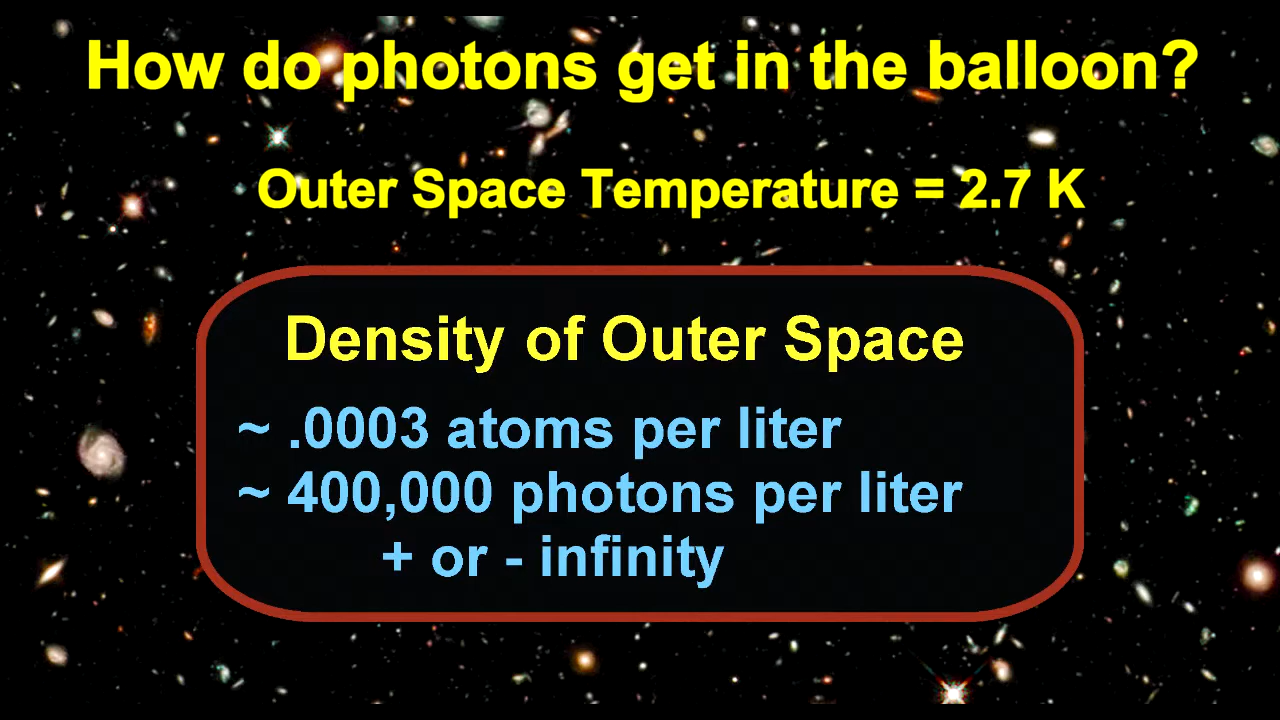 How do photons get in the balloon?
Outer Space Temperature = 2.7 K
Density of Outer Space
~ .0003 atoms per liter
~ 400,000 photons per liter
+ or - infinity